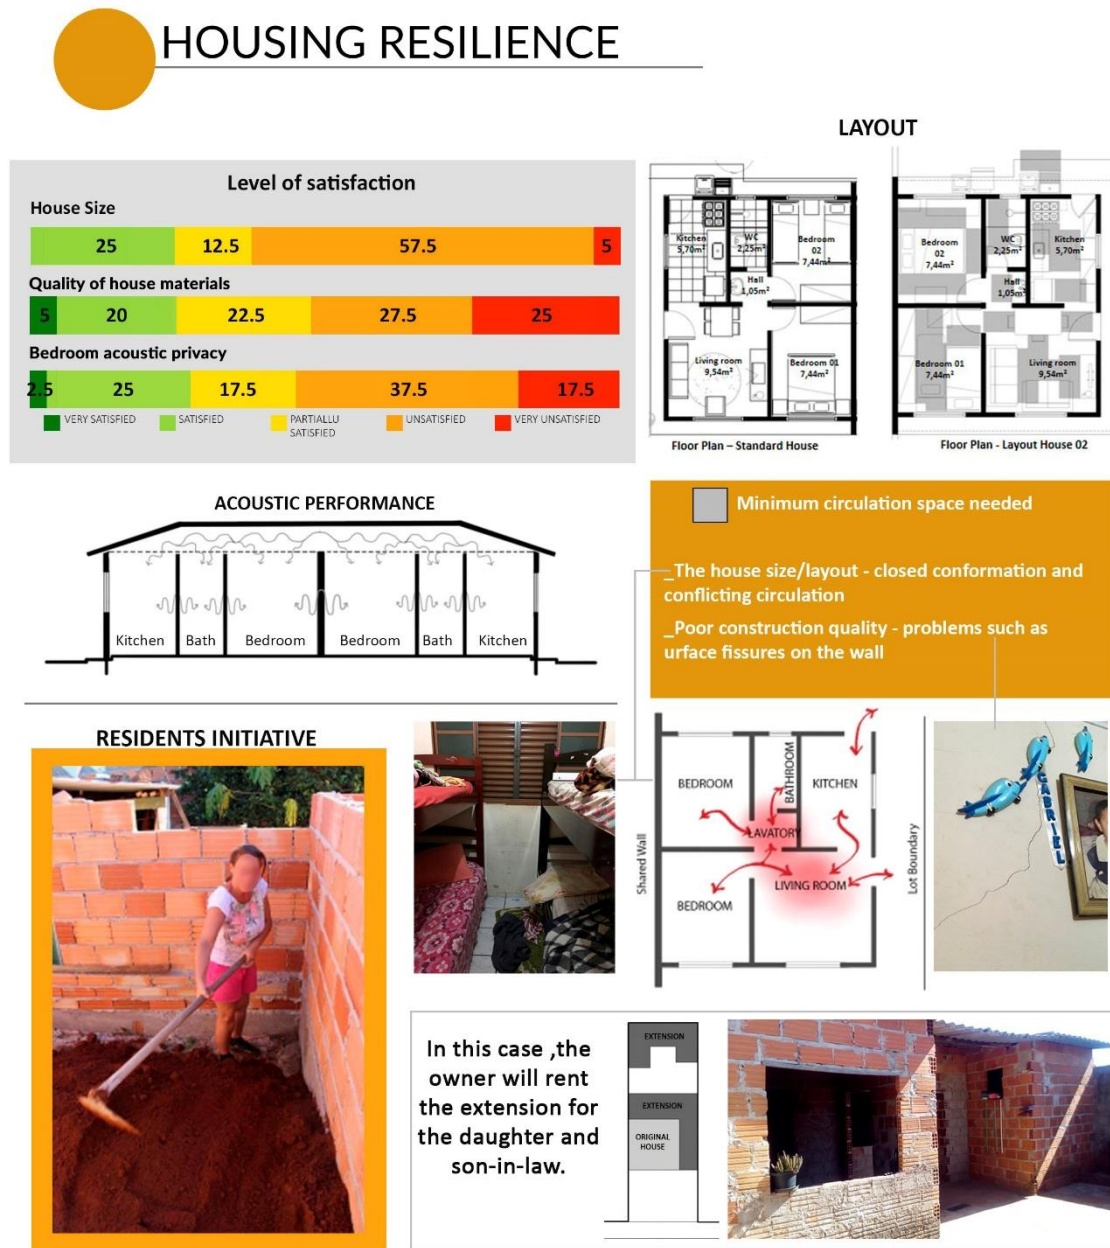 HOUSING RESILIENCE
Level of satisfaction
House Size
25 12.5 57.5 5
Quality of house materials
5 20 22.5 27.5 25
Bedroom acoustic privacy
2.5 25 17.5 37.5 17.5
VERY SATISFIED
SATISFIED
PARTIALLU
SATISFIED
UNSATISFIED
VERY UNSATISFIED
LAYOUT
Kitchen
5,70m²
WC
2,25m²
Bedroom
02
7,44m²
Hall
1,05m²
Living room
9,54m²
Bedroom 01
7,44m²
Floor Plan – Standard House
Bedroom
02
7,44m²
WC
2,25m²
Kitchen
5,70m²
Hall
1,05m²
Bedroom 01
7,44m²
Living room
9,54m²
Floor Plan - Layout House 02
ACOUSTIC PERFORMANCE
Kitchen Bath Bedroom Bedroom Bath Kitchen
Minimum circulation space needed
_The house size/layout - closed conformation and
conflicting circulation
_Poor construction quality - problems such as
urface fissures on the wall
RESIDENTS INITIATIVE
Shared Wall
BEDROOM
BATHROOM
KITCHEN
LAVATORY
LIVING ROOM
BEDROOM
Lot Boundary
GABRIEL
In this case ,the
owner will rent
the extension for
the daughter and
son-in-law.
EXTENSION
EXTENSION
ORIGINAL
HOUSE